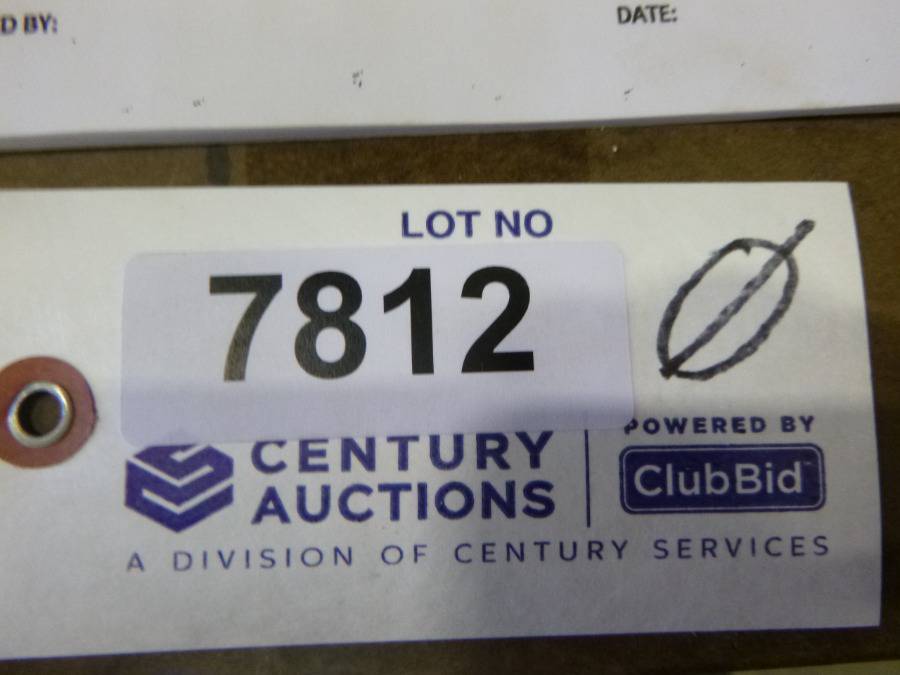 D BY:
DATE:
LOT NO
7812
Ø
CENTURY
AUCTIONS
POWERED BY
ClubBid
A DIVISION OF CENTURY SERVICES